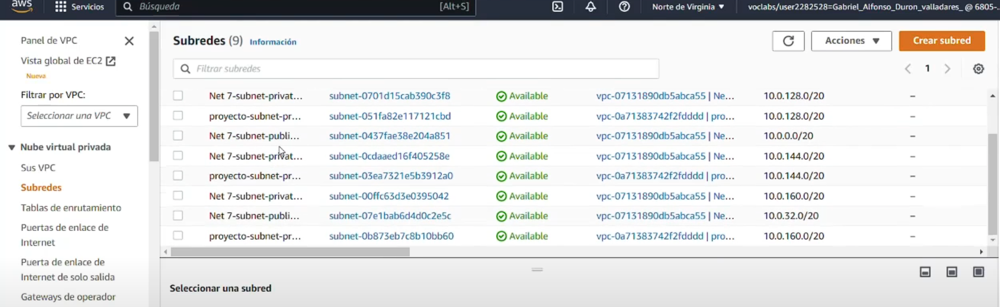 aws
Servicios
Búsqueda
[Alt+S]
Norte de Virginia ▼
voclabs/user2282528=Gabriel_Alfonso_Duron_valladares_ @ 6805-...
Panel de VPC
Vista global de EC2
Nueva
Filtrar por VPC:
Seleccionar una VPC
Nube virtual privada
Sus VPC
Subredes
Tablas de enrutamiento
Puertas de enlace de
Internet
Puerta de enlace de
Internet de solo salida
Gateways de operador
Subredes (9) Información
Acciones ▼
Crear subred
Filtrar subredes
1
Net 7-subnet-privat... subnet-0701d15cab390c3f8 Available vpc-07131890db5abca55 | Ne... 10.0.128.0/20 –
proyecto-subnet-pr... subnet-051fa82e117121cbd Available vpc-0a71383742f2fdddd | pro... 10.0.128.0/20 –
Net 7-subnet-publi... subnet-0437fae38e204a851 Available vpc-07131890db5abca55 | Ne... 10.0.0.0/20 –
Net 7-subnet-privat... subnet-0cdaaed16f405258e Available vpc-07131890db5abca55 | Ne... 10.0.144.0/20 –
proyecto-subnet-pr... subnet-03ea7321e5b3912a0 Available vpc-0a71383742f2fdddd | pro... 10.0.144.0/20 –
Net 7-subnet-privat... subnet-00ffc63d3e0395042 Available vpc-07131890db5abca55 | Ne... 10.0.160.0/20 –
Net 7-subnet-publi... subnet-07e1bab6d4d0c2e5c Available vpc-07131890db5abca55 | Ne... 10.0.32.0/20 –
proyecto-subnet-pr... subnet-0b873eb7c8b10bb60 Available vpc-0a71383742f2fdddd | pro... 10.0.160.0/20 –
Seleccionar una subred